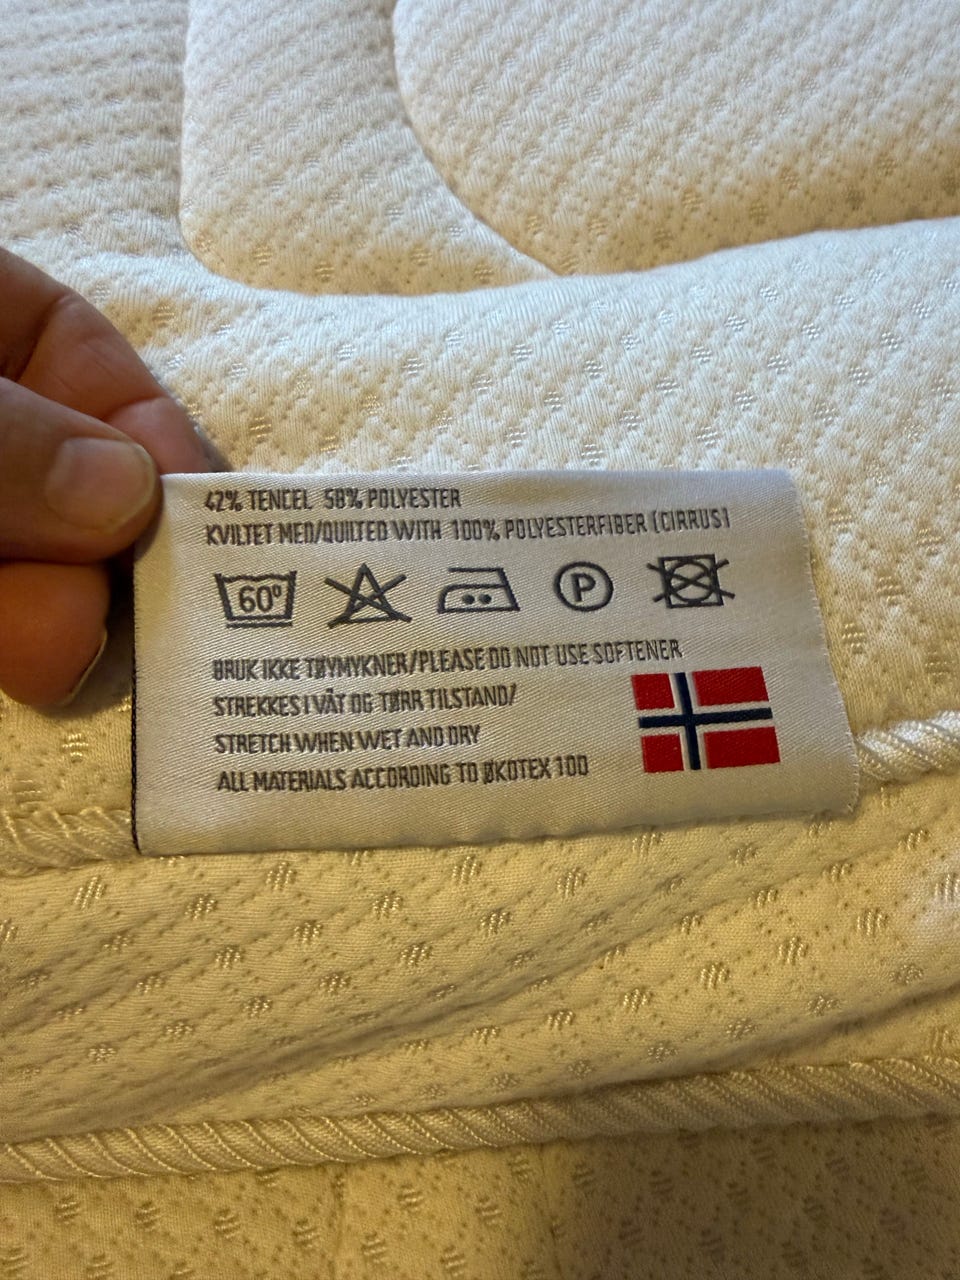 42% TENCEL 58% POLYESTER
KVILTET MED/QUILTED WITH 100% POLYESTERFIBER (CIRRUS)
60° P
BRUK IKKE TØYMYKNER/PLEASE DO NOT USE SOFTENER
STREKKES I VÅT OG TØRR TILSTAND/
STRETCH WHEN WET AND DRY
ALL MATERIALS ACCORDING TO ØKOTEX 100